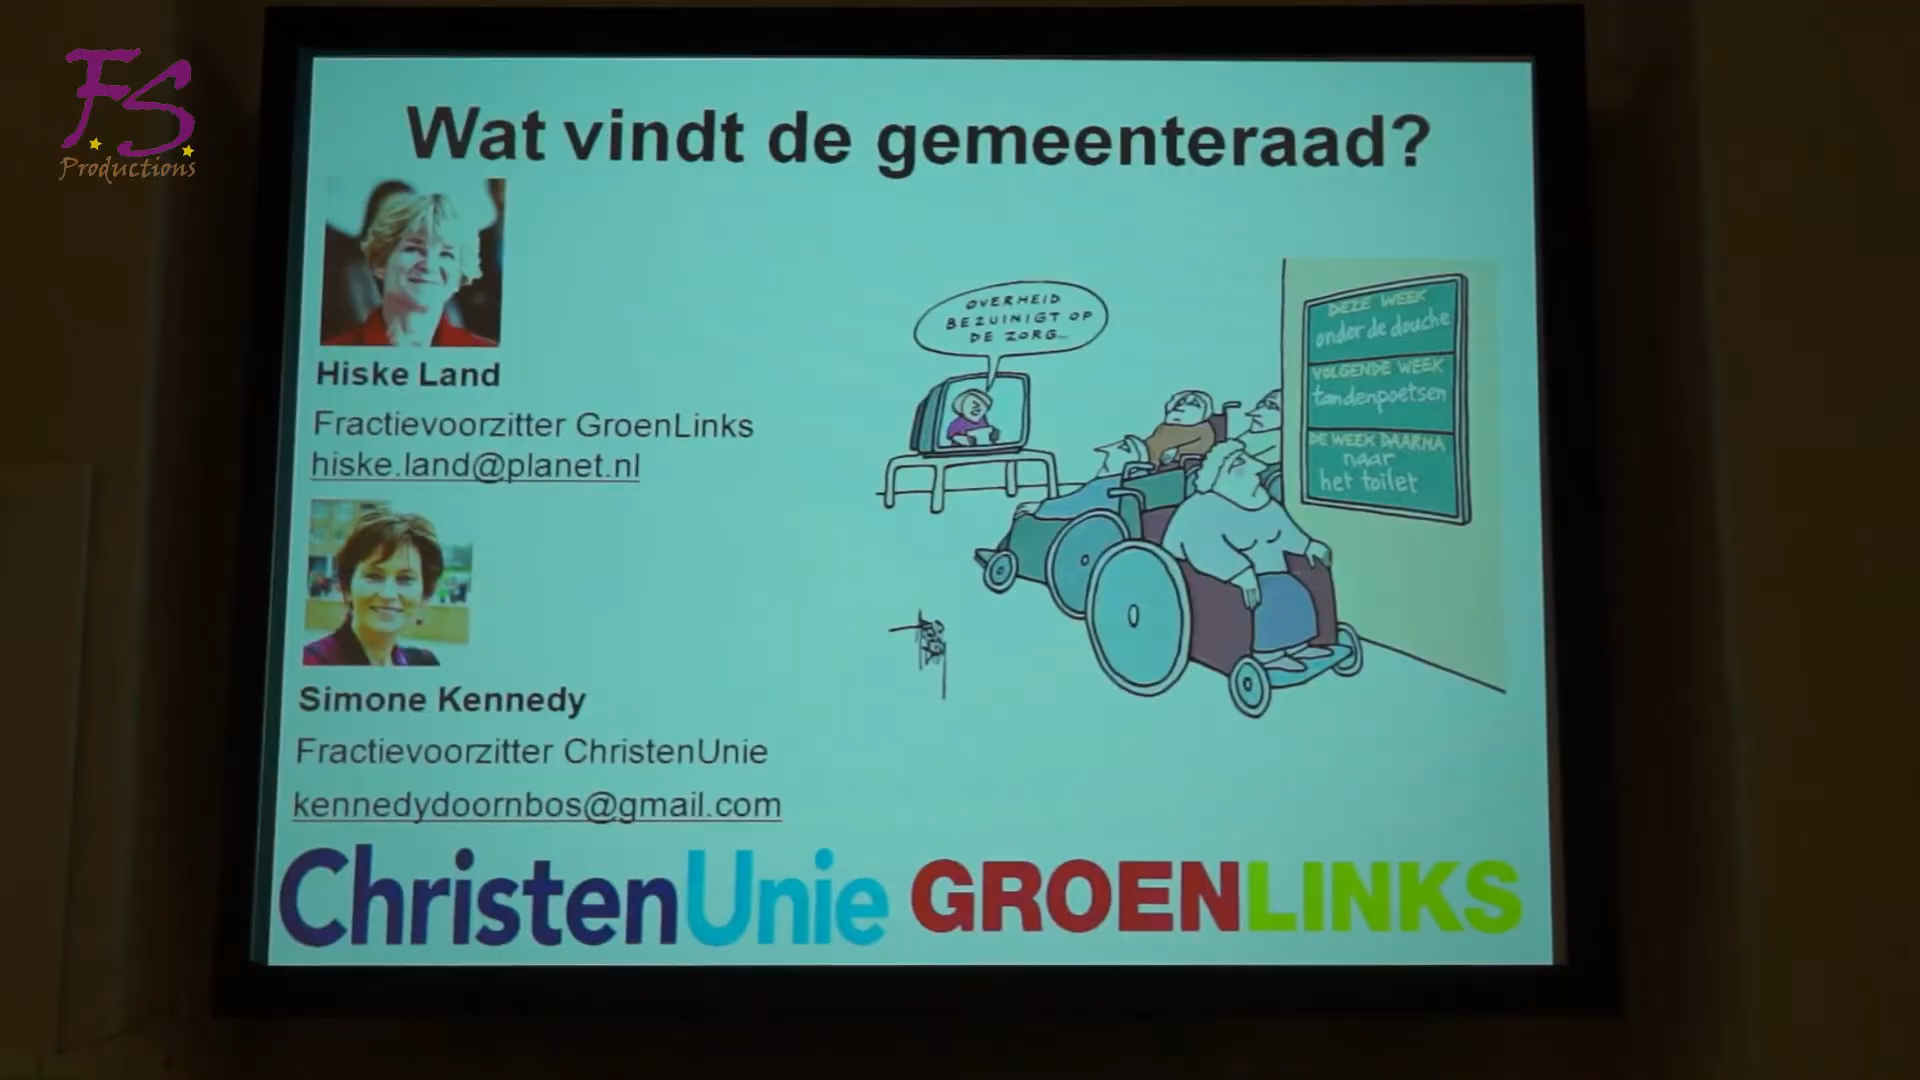 FS
Productions
Wat vindt de gemeenteraad?
Hiske Land
Fractievoorzitter GroenLinks
hiske.land@planet.nl
Simone Kennedy
Fractievoorzitter ChristenUnie
kennedydoornbos@gmail.com
OVERHEID
BEZUINIGT OP
DE ZORG...
DEZE WEEK
onder de douche
VOLGENDE WEEK
tandenpoetsen
DE WEEK DAARNA
naar
het toilet
ChristenUnie GROENLINKS